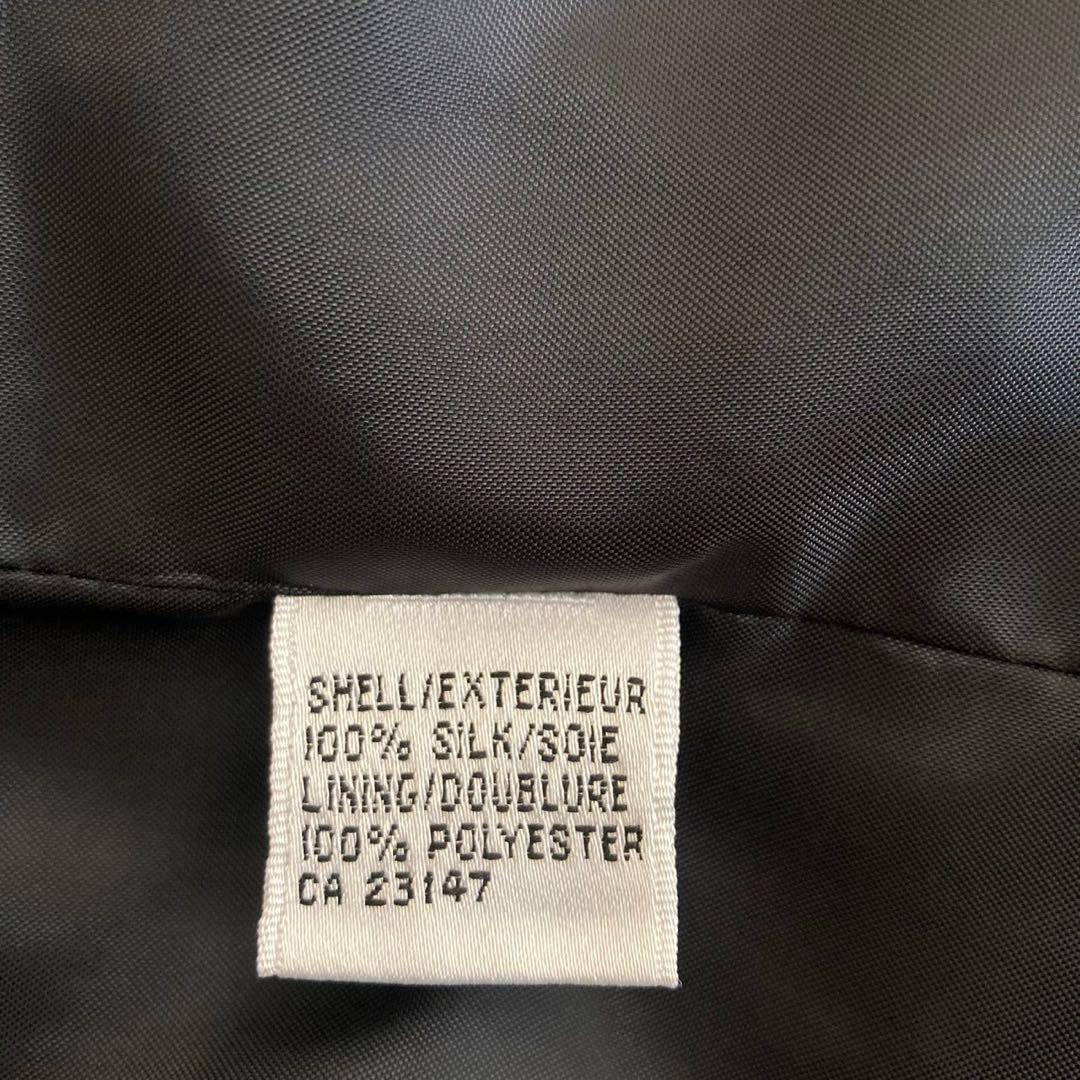 SHELL/EXTERIEUR
100% SILK/SOIE
LINING/DOUBLURE
100% POLYESTER
CA 23147